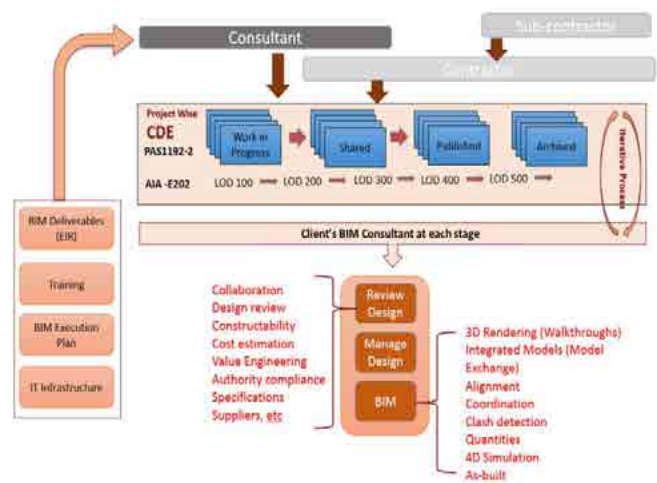 Consultant
Sub-contractor
Contractor
Project Wise
CDE
PAS1192-2
Work in
Progress
Shared
Published
Archived
AIA -E202
LOD 100
LOD 200
LOD 300
LOD 400
LOD 500
Iterative Process
Client's BIM Consultant at each stage
BIM Deliverables
(EIR)
Training
BIM Execution
Plan
IT Infrastructure
Collaboration
Design review
Constructability
Cost estimation
Value Engineering
Authority compliance
Specifications
Suppliers, etc
Review
Design
Manage
Design
BIM
3D Rendering (Walkthroughs)
Integrated Models (Model
Exchange)
Alignment
Coordination
Clash detection
Quantities
4D Simulation
As-built